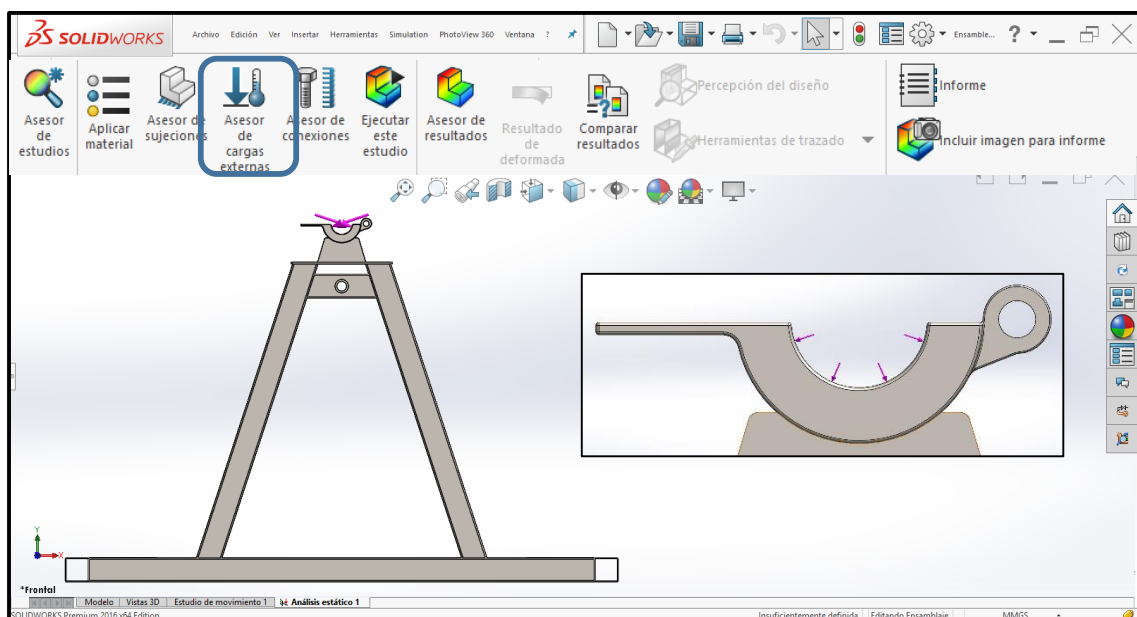 DS SOLIDWORKS Archivo Edición Ver Insertar Herramientas Simulation PhotoView 360 Ventana ? Ensamble... ?
Asesor de estudios
Aplicar material
Asesor de sujeciones
Asesor de cargas externas
Asesor de conexiones
Ejecutar este estudio
Asesor de resultados
Resultado de deformada
Comparar resultados
Percepción del diseño
Herramientas de trazado
Informe
Incluir imagen para informe
Y
X
*Frontal
Modelo Vistas 3D Estudio de movimiento 1 Análisis estático 1
SOLIDWORKS Premium 2016 x64 Edition Insuficientemente definida Editando Ensamblaje MMGS